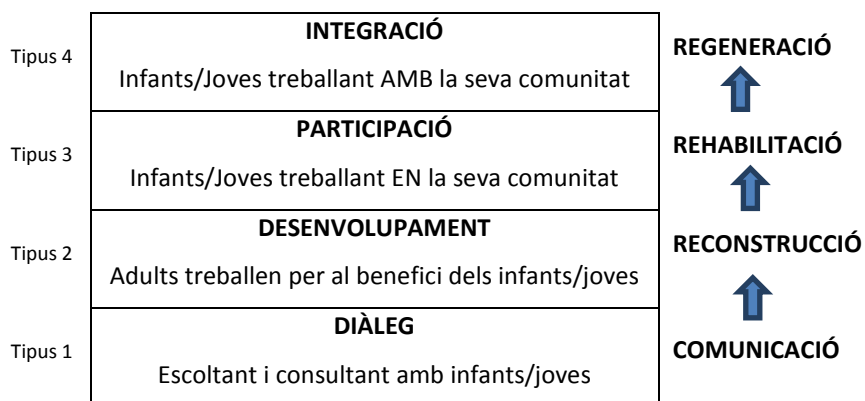 INTEGRACIÓ
Tipus 4
Infants/Joves treballant AMB la seva comunitat
REGENERACIÓ
PARTICIPACIÓ
Tipus 3
Infants/Joves treballant EN la seva comunitat
REHABILITACIÓ
DESENVOLUPAMENT
Tipus 2
Adults treballen per al benefici dels infants/joves
RECONSTRUCCIÓ
DIÀLEG
Tipus 1
Escoltant i consultant amb infants/joves
COMUNICACIÓ